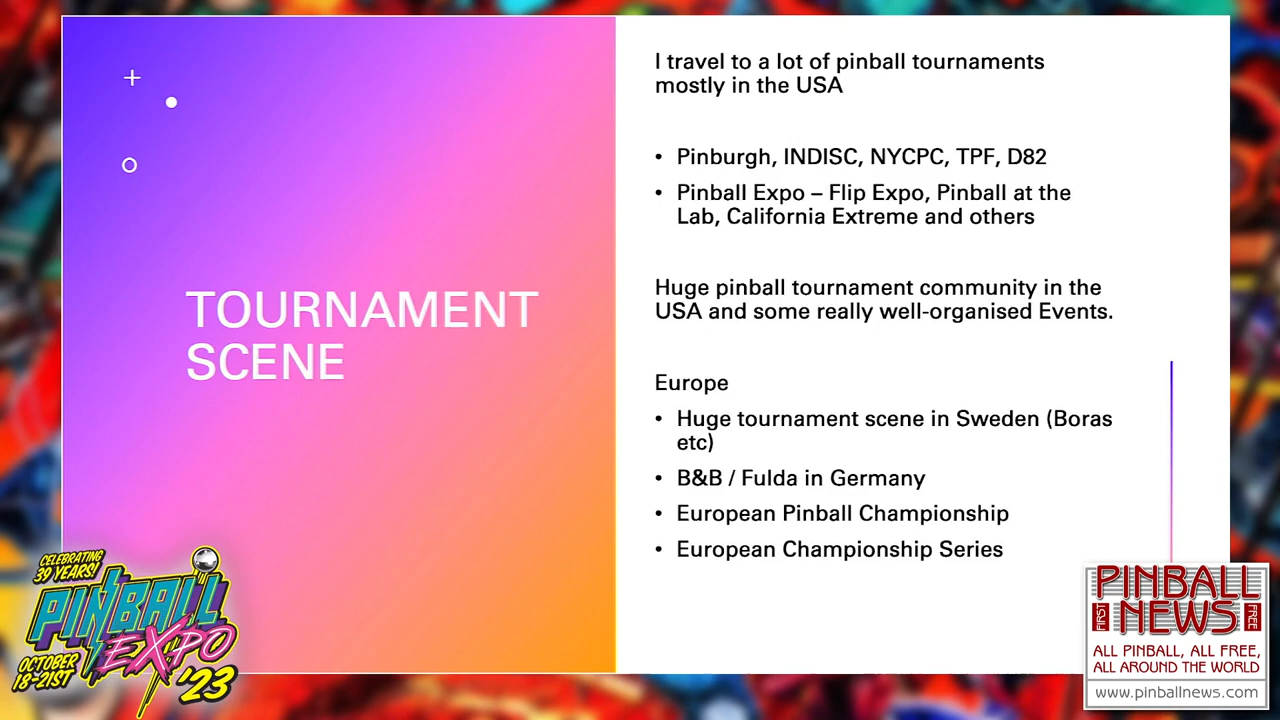 TOURNAMENT
SCENE
I travel to a lot of pinball tournaments
mostly in the USA
• Pinburgh, INDISC, NYCPC, TPF, D82
• Pinball Expo – Flip Expo, Pinball at the
Lab, California Extreme and others
Huge pinball tournament community in the
USA and some really well-organised Events.
Europe
• Huge tournament scene in Sweden (Boras
etc)
• B&B / Fulda in Germany
• European Pinball Championship
• European Championship Series
CELEBRATING
39 YEARS!
PINBALL
EXPO
OCTOBER
18-21ST
'23
PINBALL
FIRST NEWS FREE
ALL PINBALL, ALL FREE,
ALL AROUND THE WORLD
www.pinballnews.com